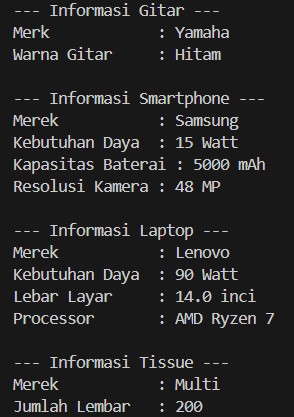 --- Informasi Gitar ---
Merk           : Yamaha
Warna Gitar    : Hitam

--- Informasi Smartphone ---
Merek          : Samsung
Kebutuhan Daya : 15 Watt
Kapasitas Baterai : 5000 mAh
Resolusi Kamera : 48 MP

--- Informasi Laptop ---
Merek          : Lenovo
Kebutuhan Daya : 90 Watt
Lebar Layar    : 14.0 inci
Processor      : AMD Ryzen 7

--- Informasi Tissue ---
Merek          : Multi
Jumlah Lembar  : 200